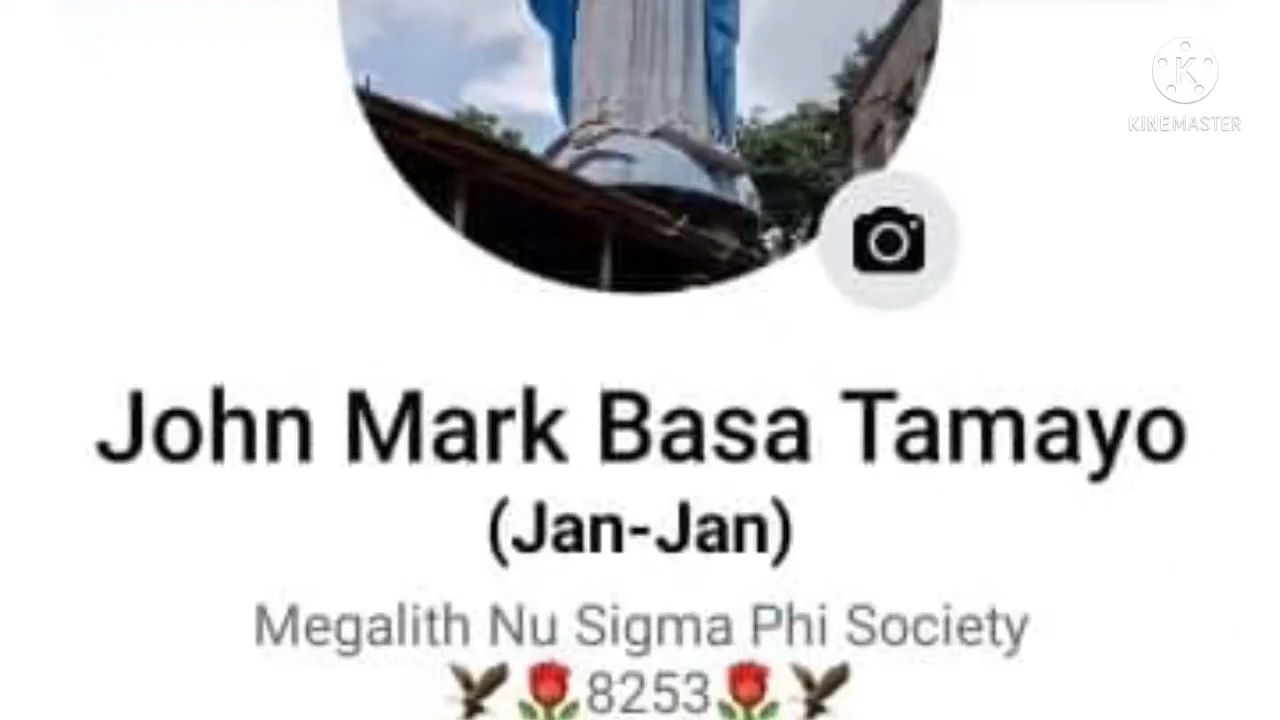 KINEMASTER
John Mark Basa Tamayo
(Jan-Jan)
Megalith Nu Sigma Phi Society
🦅🌹8253🌹🦅